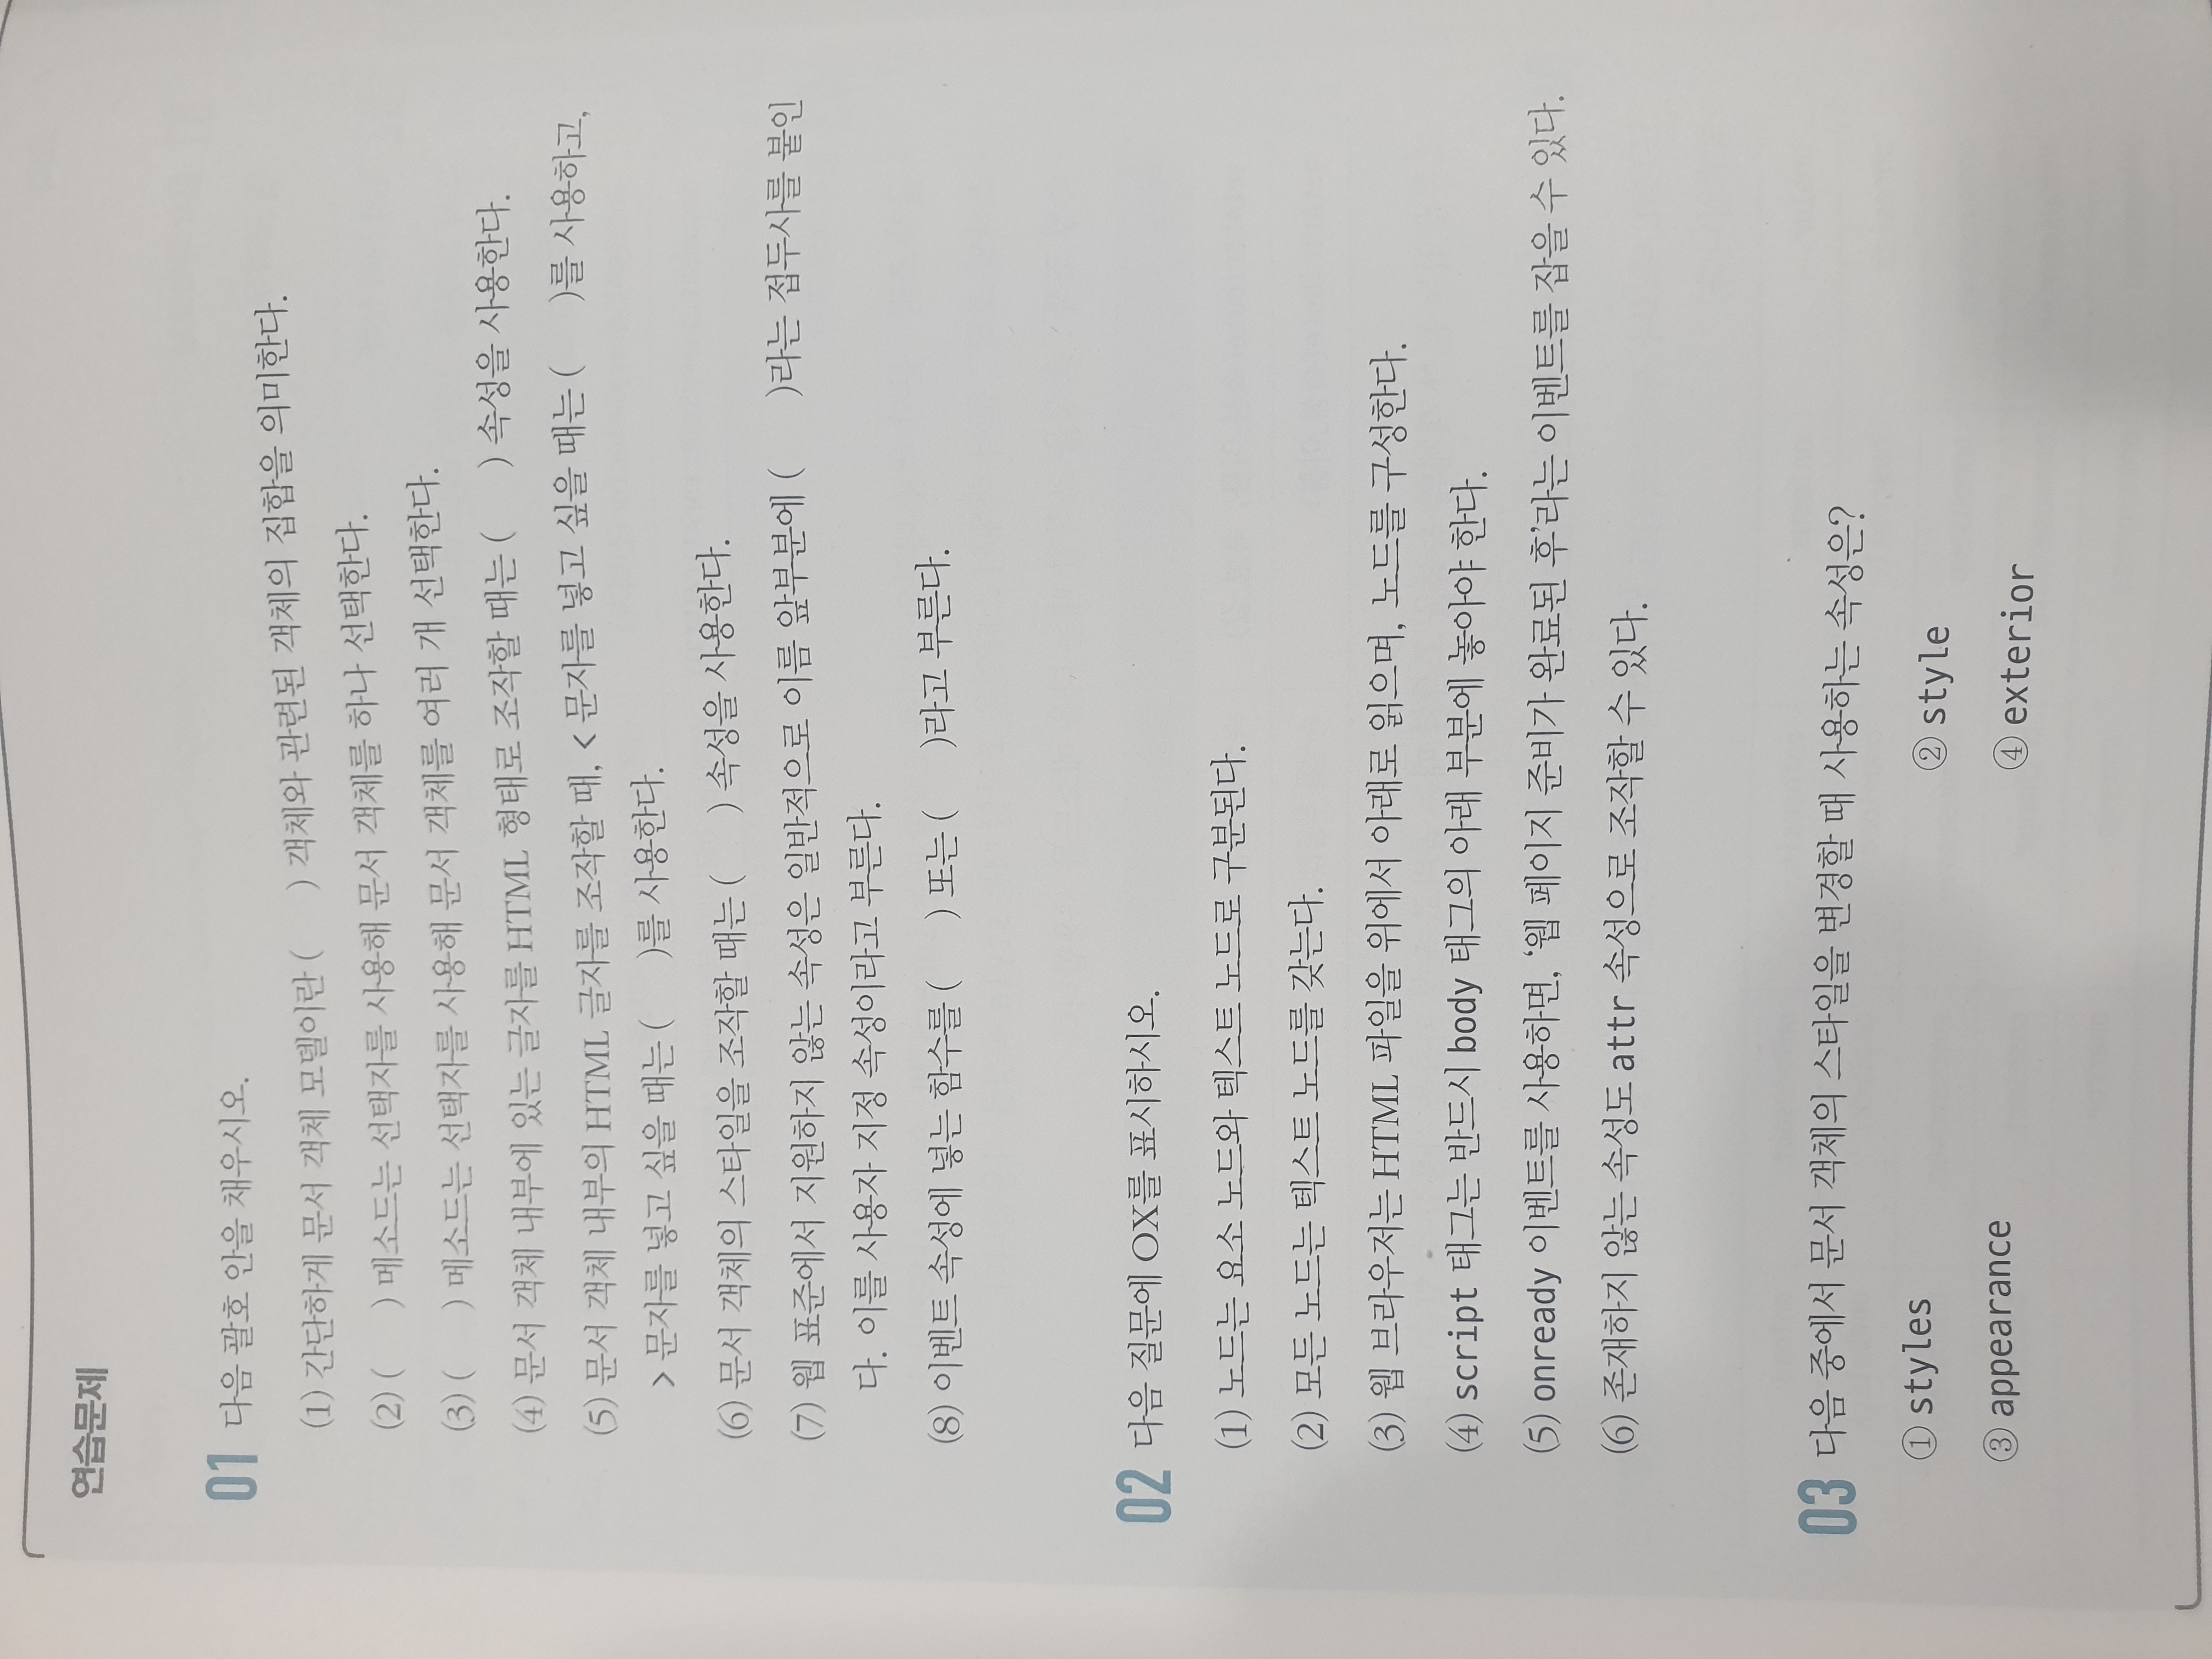 연습문제
01 다음 괄호 안을 채우시오.
(1) 간단하게 문서 객체 모델이란 ( ) 객체와 관련된 객체의 집합을 의미한다.
(2) ( ) 메소드는 선택자를 사용해 문서 객체를 하나 선택한다.
(3) ( ) 메소드는 선택자를 사용해 문서 객체를 여러 개 선택한다.
(4) 문서 객체 내부에 있는 글자를 HTML 형태로 조작할 때는 ( ) 속성을 사용한다.
(5) 문서 객체 내부의 HTML 글자를 조작할 때, < 문자를 넣고 싶을 때는 ( )를 사용하고,
> 문자를 넣고 싶을 때는 ( )를 사용한다.
(6) 문서 객체의 스타일을 조작할 때는 ( ) 속성을 사용한다.
(7) 웹 표준에서 지원하지 않는 속성은 일반적으로 이름 앞부분에 ( )라는 접두사를 붙인
다. 이를 사용자 지정 속성이라고 부른다.
(8) 이벤트 속성에 넣는 함수를 ( ) 또는 ( )라고 부른다.
02 다음 질문에 OX를 표시하시오.
(1) 노드는 요소 노드와 텍스트 노드로 구분된다.
(2) 모든 노드는 텍스트 노드를 갖는다.
(3) 웹 브라우저는 HTML 파일을 위에서 아래로 읽으며, 노드를 구성한다.
(4) script 태그는 반드시 body 태그의 아래 부분에 놓아야 한다.
(5) onready 이벤트를 사용하면, ‘웹 페이지 준비가 완료된 후’라는 이벤트를 잡을 수 있다.
(6) 존재하지 않는 속성도 attr 속성으로 조작할 수 있다.
03 다음 중에서 문서 객체의 스타일을 변경할 때 사용하는 속성은?
① styles ② style
③ appearance ④ exterior